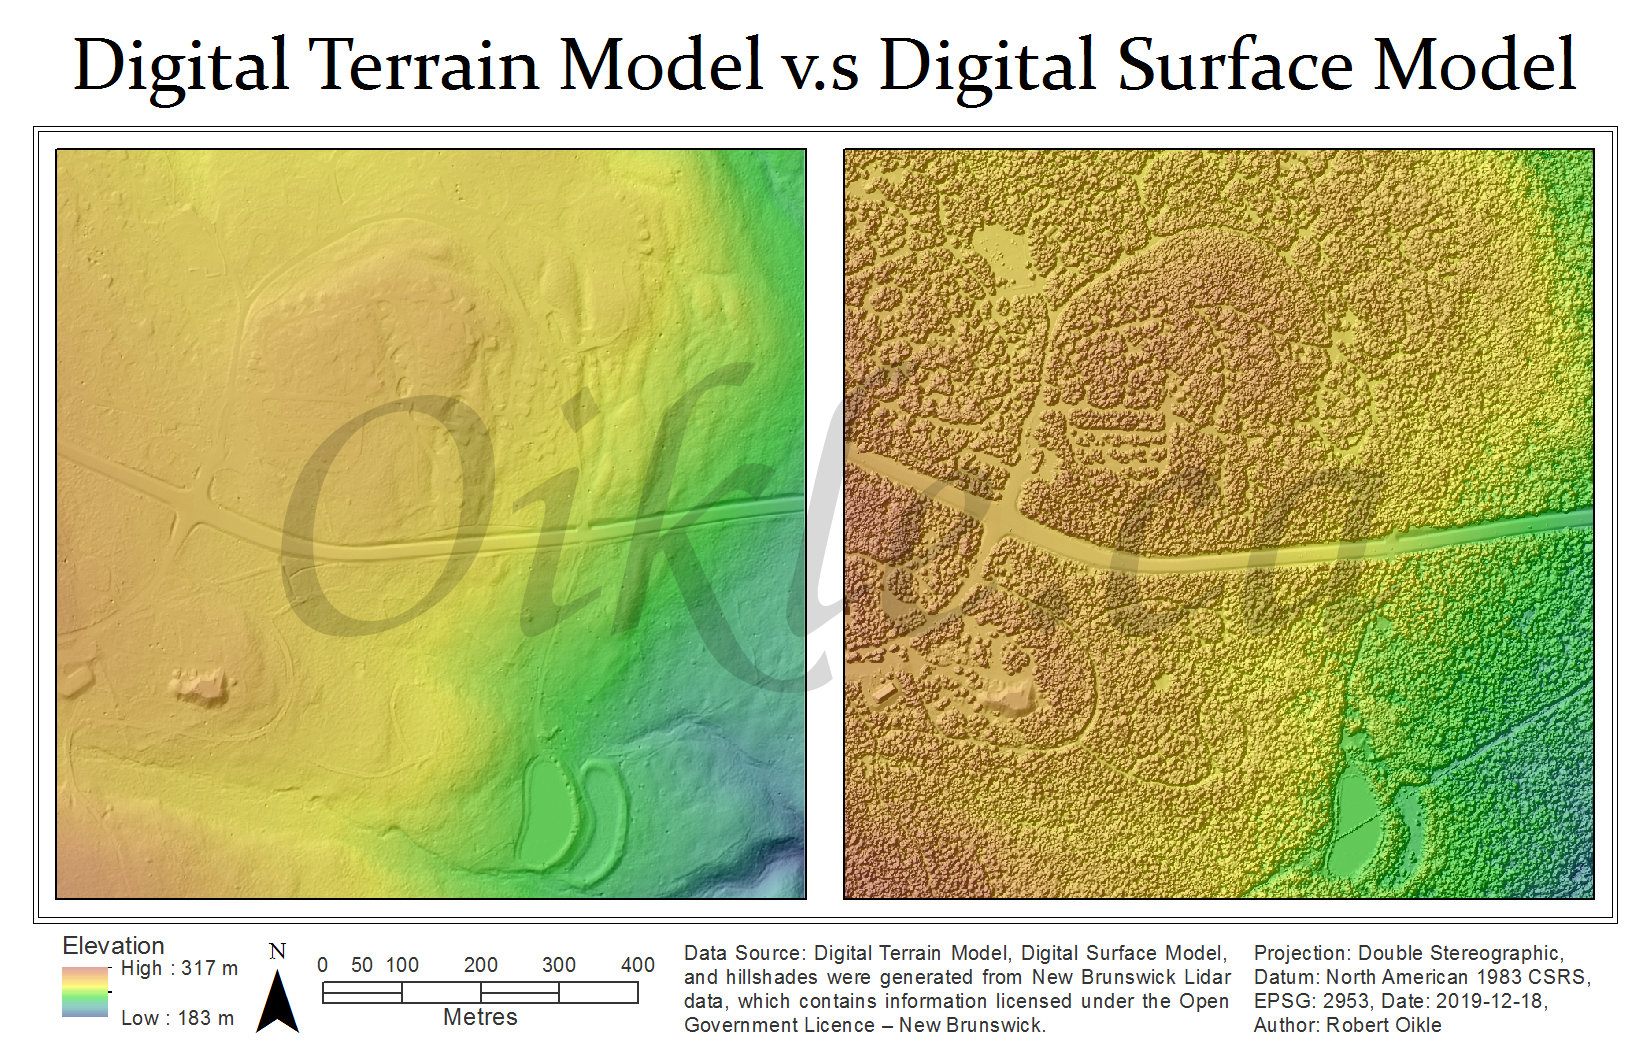 Digital Terrain Model v.s Digital Surface Model
Oikle.ca
Elevation
High : 317 m
Low : 183 m
N
0 50 100 200 300 400
Metres
Data Source: Digital Terrain Model, Digital Surface Model,
and hillshades were generated from New Brunswick Lidar
data, which contains information licensed under the Open
Government Licence – New Brunswick.
Projection: Double Stereographic,
Datum: North American 1983 CSRS,
EPSG: 2953, Date: 2019-12-18,
Author: Robert Oikle